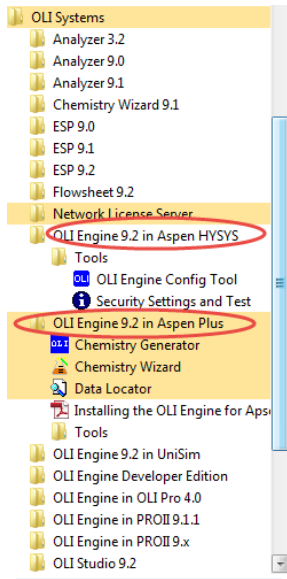 OLI Systems
Analyzer 3.2
Analyzer 9.0
Analyzer 9.1
Chemistry Wizard 9.1
ESP 9.0
ESP 9.1
ESP 9.2
Flowsheet 9.2
Network License Server
OLI Engine 9.2 in Aspen HYSYS
Tools
OLI OLI Engine Config Tool
Security Settings and Test
OLI Engine 9.2 in Aspen Plus
OLI Chemistry Generator
Chemistry Wizard
Data Locator
Installing the OLI Engine for Apse
Tools
OLI Engine 9.2 in UniSim
OLI Engine Developer Edition
OLI Engine in OLI Pro 4.0
OLI Engine in PROII 9.1.1
OLI Engine in PROII 9.x
OLI Studio 9.2